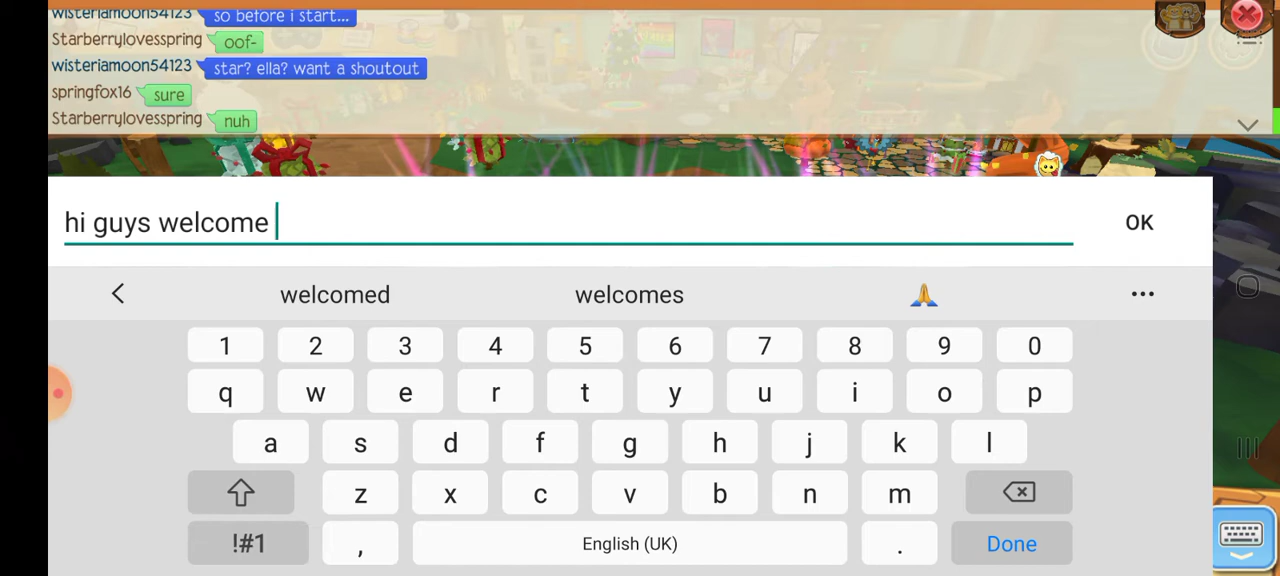 wisteriamoon54123 so before i start...
Starberrylovesspring oof-
wisteriamoon54123 star? ella? want a shoutout
springfox16 sure
Starberrylovesspring nuh
hi guys welcome OK
welcomed welcomes 🙏 ...
1 2 3 4 5 6 7 8 9 0
q w e r t y u i o p
a s d f g h j k l
z x c v b n m
!#1 , English (UK) . Done